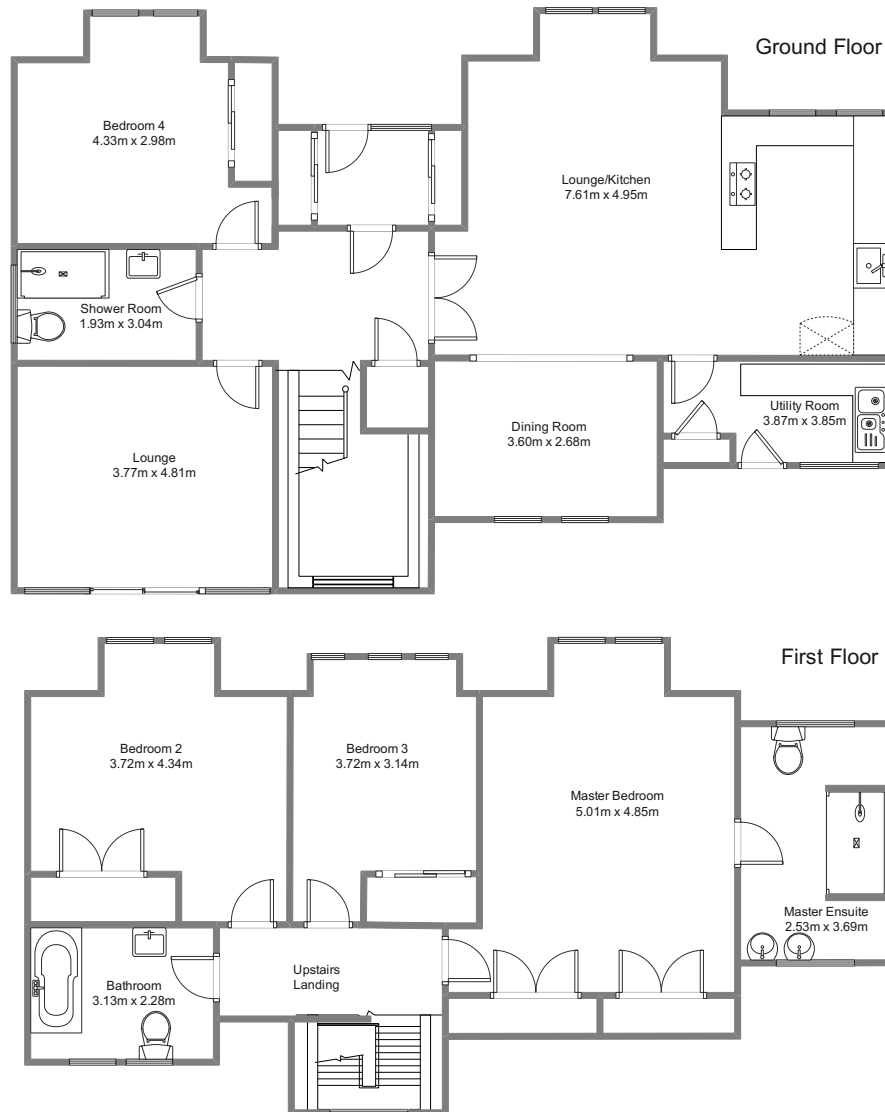 Ground Floor
Bedroom 4
4.33m x 2.98m
Lounge/Kitchen
7.61m x 4.95m
Shower Room
1.93m x 3.04m
Lounge
3.77m x 4.81m
Dining Room
3.60m x 2.68m
Utility Room
3.87m x 3.85m
First Floor
Bedroom 2
3.72m x 4.34m
Bedroom 3
3.72m x 3.14m
Master Bedroom
5.01m x 4.85m
Master Ensuite
2.53m x 3.69m
Bathroom
3.13m x 2.28m
Upstairs
Landing